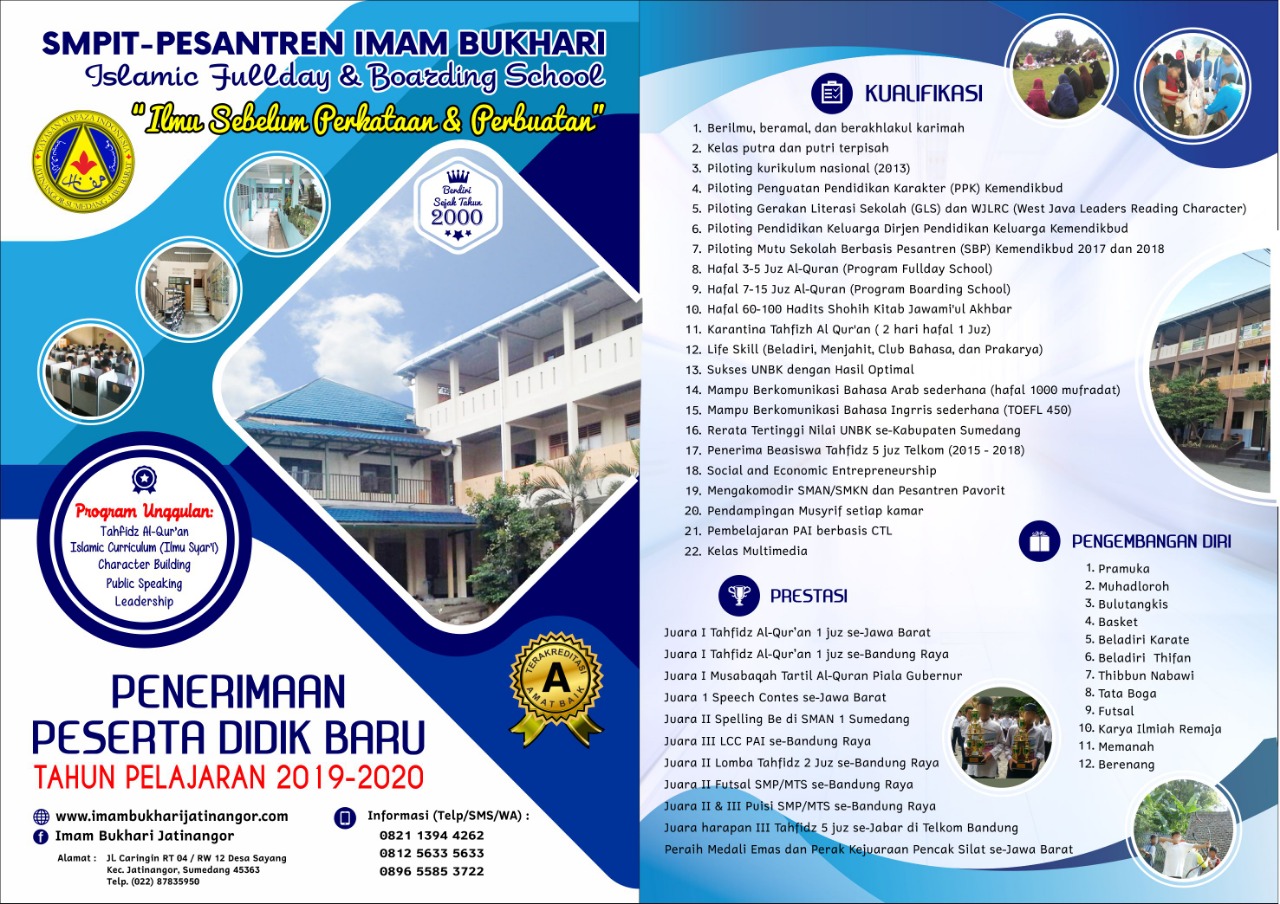 SMPIT-PESANTREN IMAM BUKHARI
Islamic Fullday & Boarding School
"Ilmu Sebelum Perkataan & Perbuatan"
YAYASAN MAFAZA INDONESIA
JATINANGOR SUMEDANG JAWA BARAT
Berdiri
Sejak Tahun
2000
Program Unggulan:
Tahfidz Al-Qur'an
Islamic Curriculum (Ilmu Syar'i)
Character Building
Public Speaking
Leadership
TERAKREDITASI
A
AMAT BAIK
PENERIMAAN
PESERTA DIDIK BARU
TAHUN PELAJARAN 2019-2020
www.imambukharijatinangor.com
Imam Bukhari Jatinangor
Alamat : Jl. Caringin RT 04 / RW 12 Desa Sayang
Kec. Jatinangor, Sumedang 45363
Telp. (022) 87835950
Informasi (Telp/SMS/WA) :
0821 1394 4262
0812 5633 5633
0896 5585 3722
KUALIFIKASI
1. Berilmu, beramal, dan berakhlakul karimah
2. Kelas putra dan putri terpisah
3. Piloting kurikulum nasional (2013)
4. Piloting Penguatan Pendidikan Karakter (PPK) Kemendikbud
5. Piloting Gerakan Literasi Sekolah (GLS) dan WJLRC (West Java Leaders Reading Character)
6. Piloting Pendidikan Keluarga Dirjen Pendidikan Keluarga Kemendikbud
7. Piloting Mutu Sekolah Berbasis Pesantren (SBP) Kemendikbud 2017 dan 2018
8. Hafal 3-5 Juz Al-Quran (Program Fullday School)
9. Hafal 7-15 Juz Al-Quran (Program Boarding School)
10. Hafal 60-100 Hadits Shohih Kitab Jawami'ul Akhbar
11. Karantina Tahfizh Al Qur'an ( 2 hari hafal 1 Juz)
12. Life Skill (Beladiri, Menjahit, Club Bahasa, dan Prakarya)
13. Sukses UNBK dengan Hasil Optimal
14. Mampu Berkomunikasi Bahasa Arab sederhana (hafal 1000 mufradat)
15. Mampu Berkomunikasi Bahasa Ingrris sederhana (TOEFL 450)
16. Rerata Tertinggi Nilai UNBK se-Kabupaten Sumedang
17. Penerima Beasiswa Tahfidz 5 juz Telkom (2015 - 2018)
18. Social and Economic Entrepreneurship
19. Mengakomodir SMAN/SMKN dan Pesantren Pavorit
20. Pendampingan Musyrif setiap kamar
21. Pembelajaran PAI berbasis CTL
22. Kelas Multimedia
PRESTASI
Juara I Tahfidz Al-Qur'an 1 juz se-Jawa Barat
Juara I Tahfidz Al-Qur'an 1 juz se-Bandung Raya
Juara I Musabaqah Tartil Al-Quran Piala Gubernur
Juara 1 Speech Contes se-Jawa Barat
Juara II Spelling Be di SMAN 1 Sumedang
Juara III LCC PAI se-Bandung Raya
Juara II Lomba Tahfidz 2 Juz se-Bandung Raya
Juara II Futsal SMP/MTS se-Bandung Raya
Juara II & III Puisi SMP/MTS se-Bandung Raya
Juara harapan III Tahfidz 5 juz se-Jabar di Telkom Bandung
Peraih Medali Emas dan Perak Kejuaraan Pencak Silat se-Jawa Barat
PENGEMBANGAN DIRI
1. Pramuka
2. Muhadloroh
3. Bulutangkis
4. Basket
5. Beladiri Karate
6. Beladiri Thifan
7. Thibbun Nabawi
8. Tata Boga
9. Futsal
10. Karya Ilmiah Remaja
11. Memanah
12. Berenang